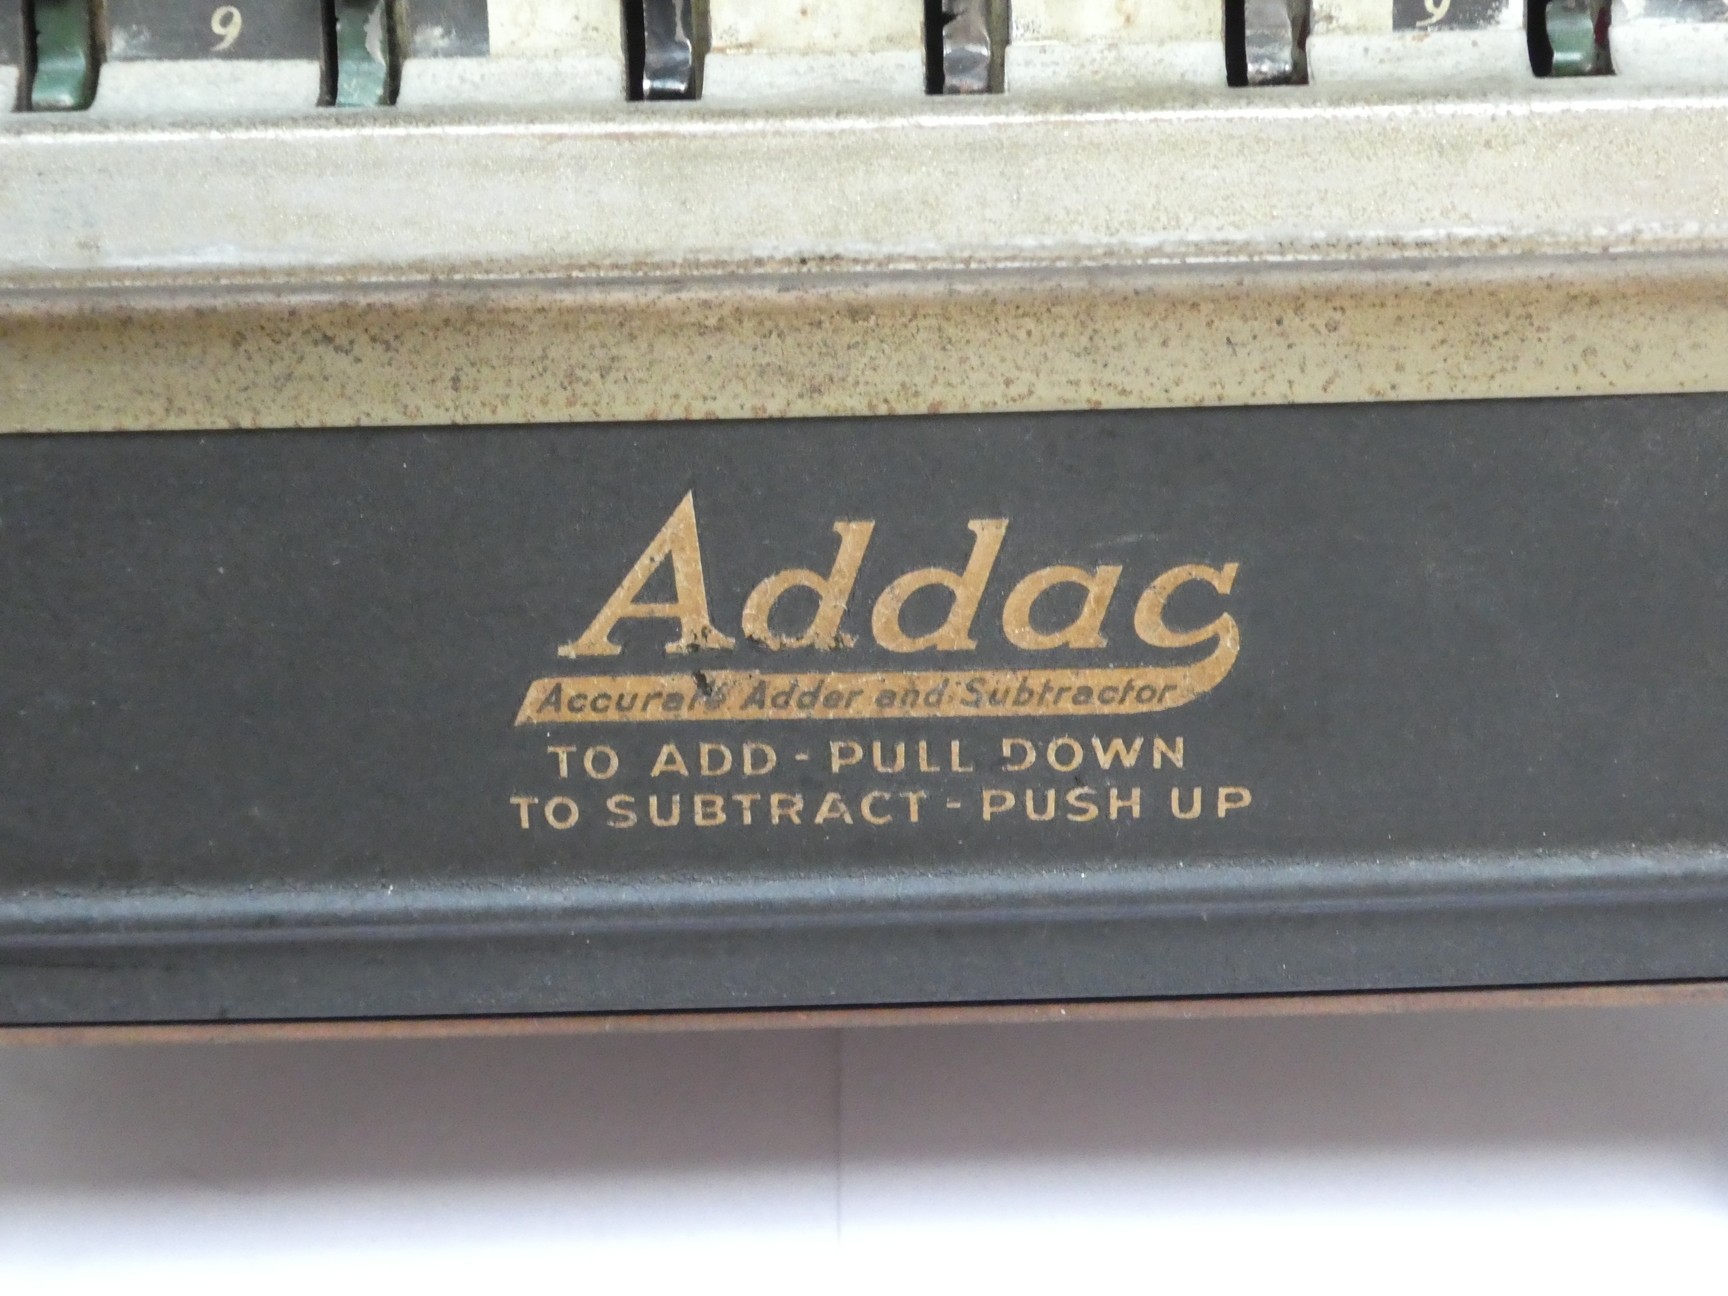 9 9
Addac
Accurate Adder and Subtractor
TO ADD - PULL DOWN
TO SUBTRACT - PUSH UP